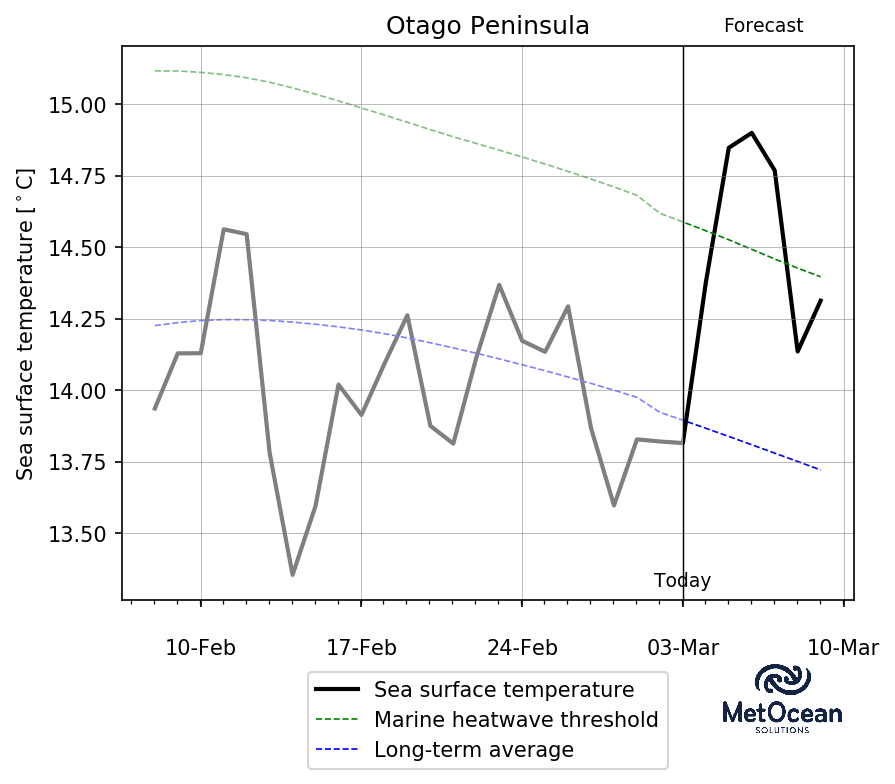 Otago Peninsula
Forecast
Sea surface temperature [°C]
15.00
14.75
14.50
14.25
14.00
13.75
13.50
Today
10-Feb
17-Feb
24-Feb
03-Mar
10-Mar
Sea surface temperature
Marine heatwave threshold
Long-term average
MetOcean
SOLUTIONS